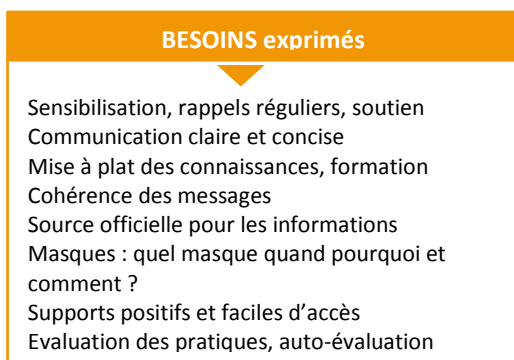 BESOINS exprimés
Sensibilisation, rappels réguliers, soutien
Communication claire et concise
Mise à plat des connaissances, formation
Cohérence des messages
Source officielle pour les informations
Masques : quel masque quand pourquoi et
comment ?
Supports positifs et faciles d’accès
Evaluation des pratiques, auto-évaluation